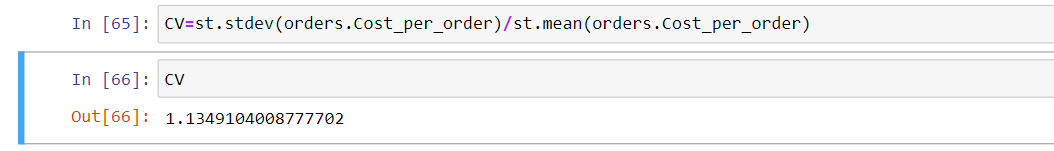 In [65]: CV=st.stdev(orders.Cost_per_order)/st.mean(orders.Cost_per_order)
In [66]: CV
Out[66]: 1.1349104008777702